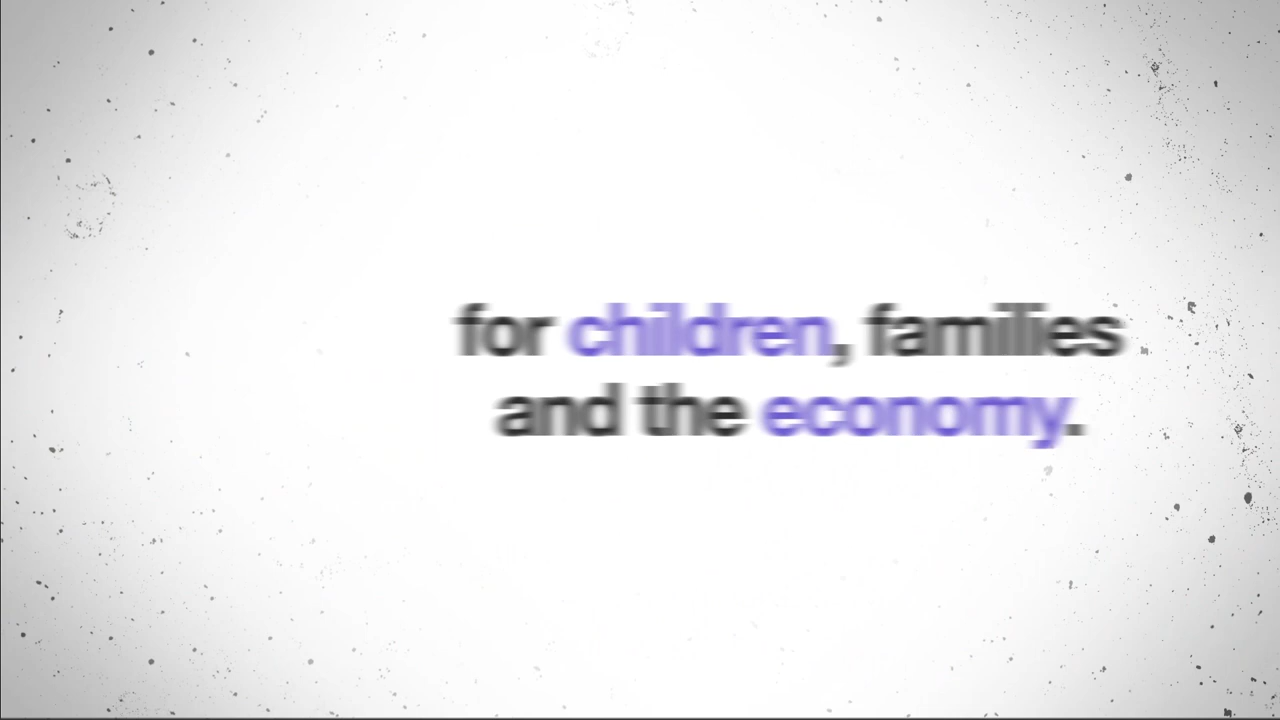 for children, families
and the economy.